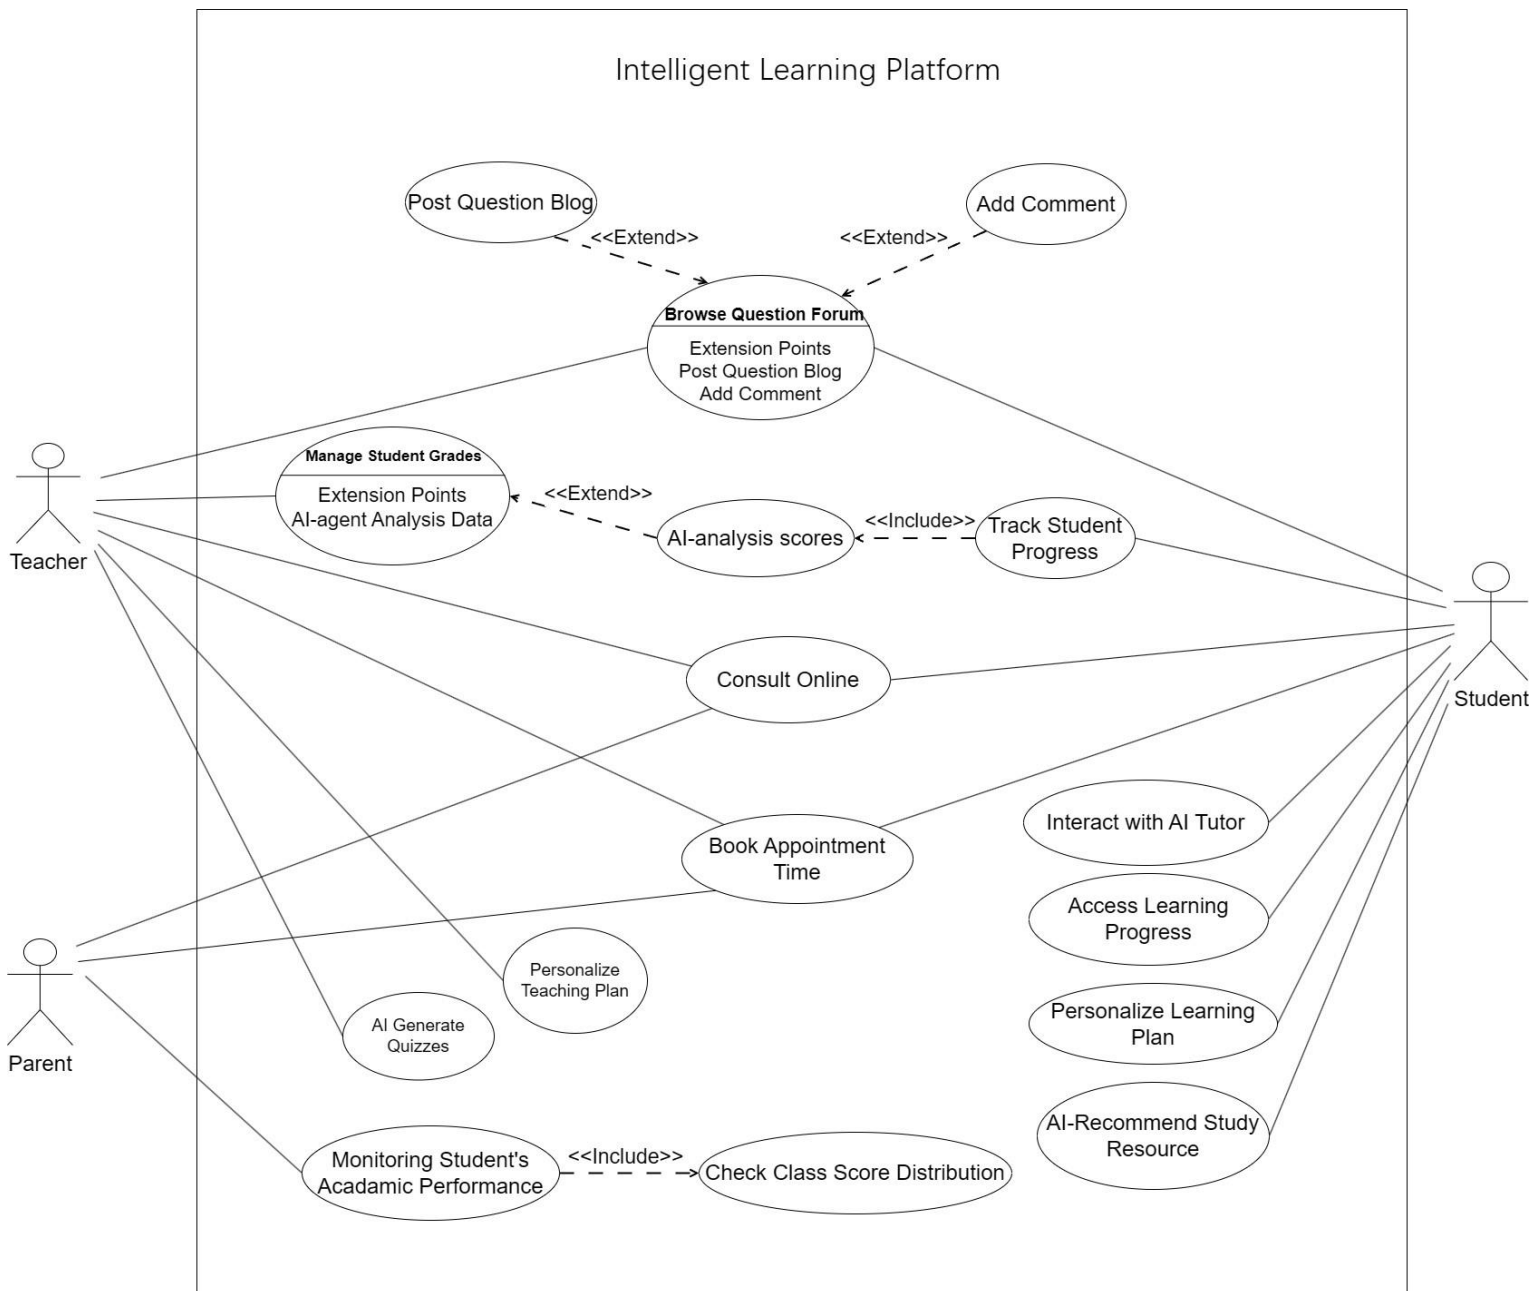 Intelligent Learning Platform
Post Question Blog
Add Comment
<<Extend>>
<<Extend>>
Browse Question Forum
Extension Points
Post Question Blog
Add Comment
Manage Student Grades
Extension Points
AI-agent Analysis Data
<<Extend>>
AI-analysis scores
<<Include>>
Track Student
Progress
Teacher
Student
Consult Online
Book Appointment
Time
Interact with AI Tutor
Access Learning
Progress
Personalize
Teaching Plan
Personalize Learning
Plan
AI Generate
Quizzes
Parent
AI-Recommend Study
Resource
Monitoring Student's
Acadamic Performance
<<Include>>
Check Class Score Distribution